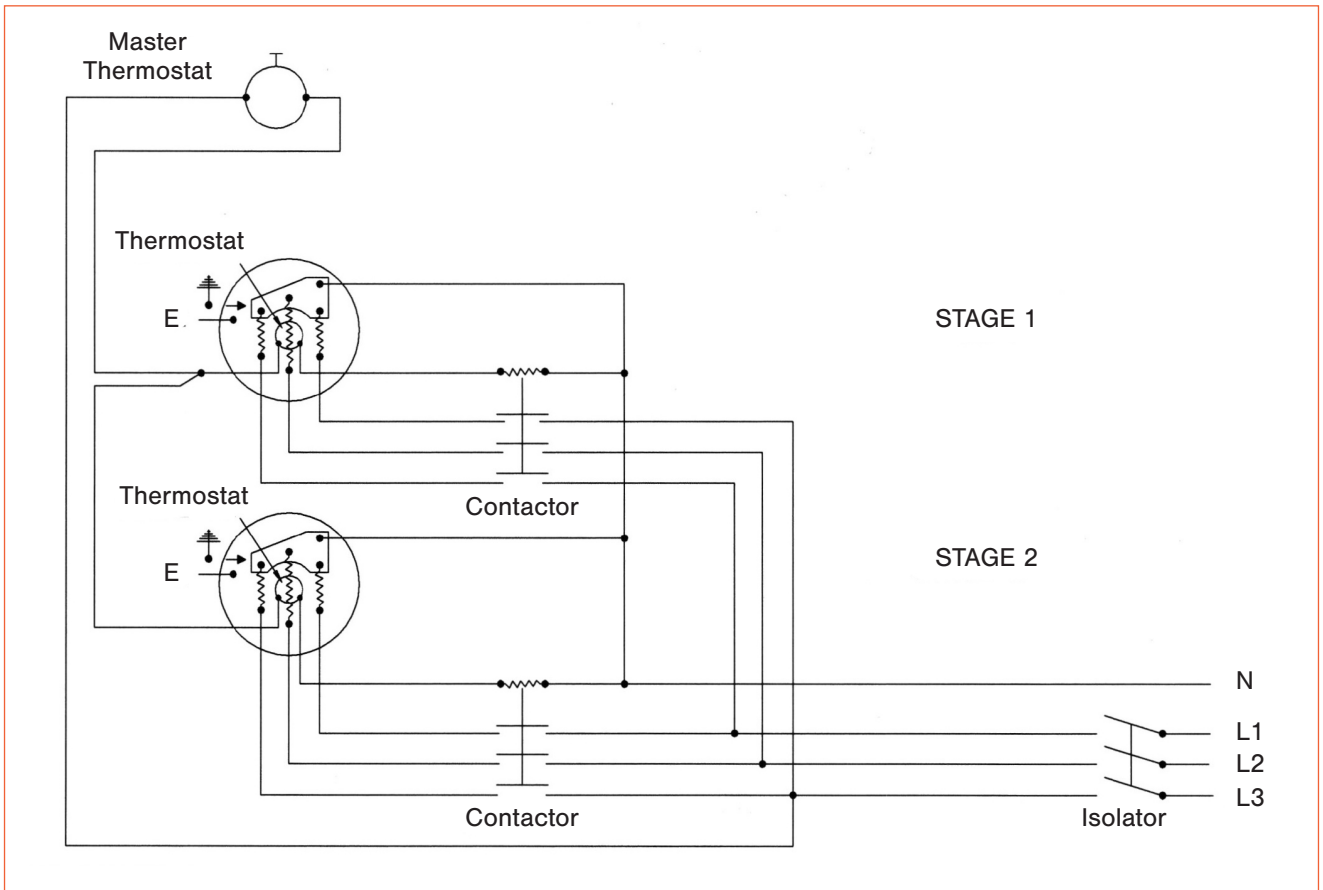 Master
Thermostat
Thermostat
E.
STAGE 1
Contactor
Thermostat
E
STAGE 2
N
L1
L2
L3
Contactor
Isolator